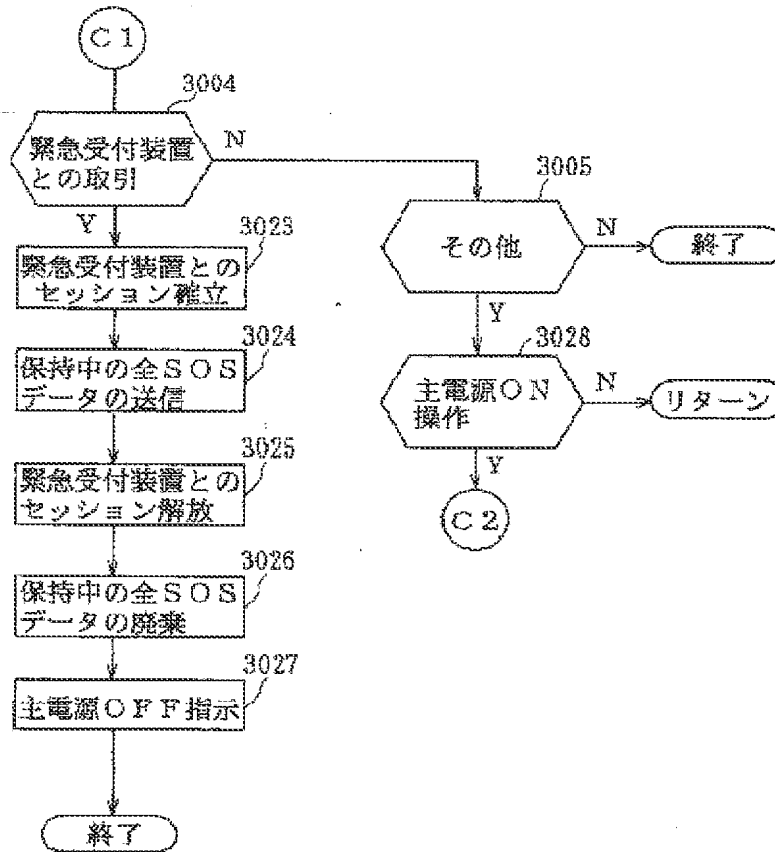 C1
3004
緊急受付装置
との取引
N
Y
3023
緊急受付装置との
セッション確立
3024
保持中の全SOS
データの送信
3025
緊急受付装置との
セッション解放
3026
保持中の全SOS
データの廃棄
3027
主電源OFF指示
終了
3005
その他
N
終了
Y
3028
主電源ON
操作
N
リターン
Y
C2